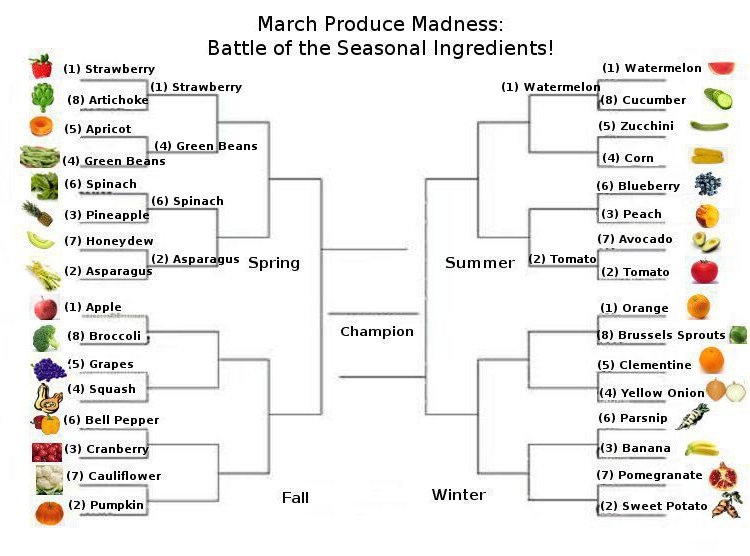 March Produce Madness:
Battle of the Seasonal Ingredients!
(1) Strawberry
(8) Artichoke
(5) Apricot
(4) Green Beans
(6) Spinach
(3) Pineapple
(7) Honeydew
(2) Asparagus
(1) Strawberry
(4) Green Beans
(6) Spinach
(2) Asparagus
Spring
(1) Apple
(8) Broccoli
(5) Grapes
(4) Squash
(6) Bell Pepper
(3) Cranberry
(7) Cauliflower
(2) Pumpkin
Fall
Champion
(1) Watermelon
(2) Tomato
Summer
(1) Watermelon
(8) Cucumber
(5) Zucchini
(4) Corn
(6) Blueberry
(3) Peach
(7) Avocado
(2) Tomato
(1) Orange
(8) Brussels Sprouts
(5) Clementine
(4) Yellow Onion
(6) Parsnip
(3) Banana
(7) Pomegranate
(2) Sweet Potato
Winter